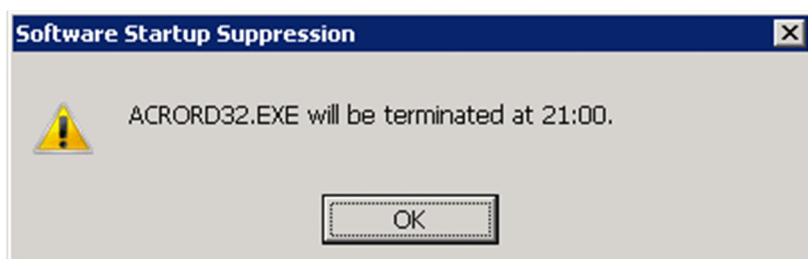 Software Startup Suppression
ACRORD32.EXE will be terminated at 21:00.
OK